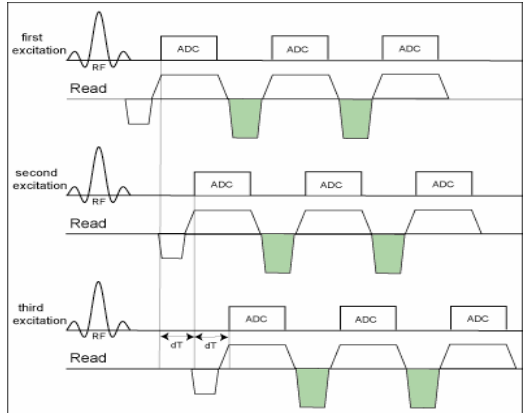 first
excitation
RF
ADC ADC ADC
Read
second
excitation
RF
ADC ADC ADC
Read
third
excitation
RF
dT dT
ADC ADC ADC
Read